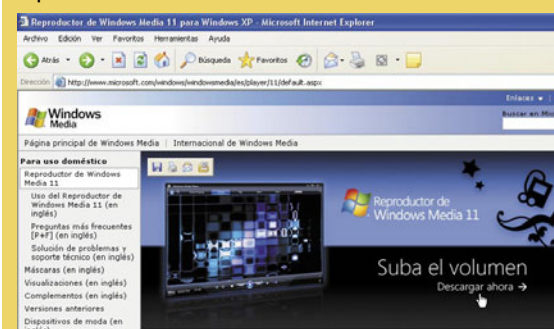 Reproductor de Windows Media 11 para Windows XP - Microsoft Internet Explorer
Archivo Edición Ver Favoritos Herramientas Ayuda
Atrás Búsqueda Favoritos
Dirección http://www.microsoft.com/windows/windowsmedia/es/player/11/default.aspx
Enlaces
Windows Media
Buscar en Mic
Página principal de Windows Media | Internacional de Windows Media
Para uso doméstico
Reproductor de Windows
Media 11
Uso del Reproductor de
Windows Media 11 (en
inglés)
Preguntas más frecuentes
[P+F] (en inglés)
Solución de problemas y
soporte técnico (en inglés)
Máscaras (en inglés)
Visualizaciones (en inglés)
Complementos (en inglés)
Versiones anteriores
Dispositivos de moda (en
inglés)
Reproductor de
Windows Media 11
Suba el volumen
Descargar ahora →